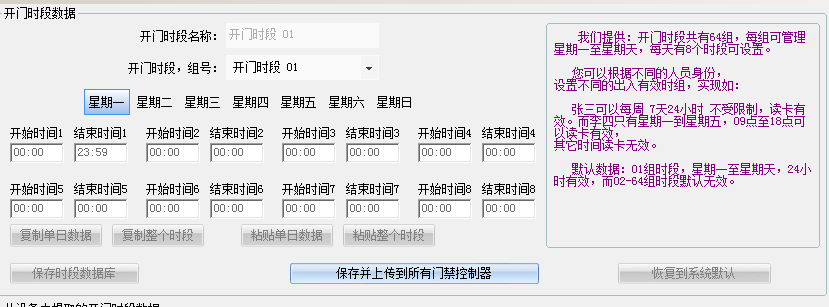 开门时段数据
开门时段名称：
开门时段 01
开门时段，组号：
开门时段 01
星期一 星期二 星期三 星期四 星期五 星期六 星期日
开始时间1 结束时间1 开始时间2 结束时间2 开始时间3 结束时间3 开始时间4 结束时间4
00:00 23:59 00:00 00:00 00:00 00:00 00:00 00:00
开始时间5 结束时间5 开始时间6 结束时间6 开始时间7 结束时间7 开始时间8 结束时间8
00:00 00:00 00:00 00:00 00:00 00:00 00:00 00:00
复制单日数据 复制整个时段 粘贴单日数据 粘贴整个时段
保存时段数据库 保存并上传到所有门禁控制器 恢复到系统默认
我们提供：开门时段共有64组，每组可管理
星期一至星期天，每天有8个时段可设置。
您可以根据不同的人员身份，
设置不同的出入有效时组，实现如：
张三可以每周 7天24小时 不受限制，读卡有
效。而李四只有星期一到星期五，09点至18点可
以读卡有效，
其它时间读卡无效。
默认数据：01组时段，星期一至星期天，24小
时有效，而02-64组时段默认无效。